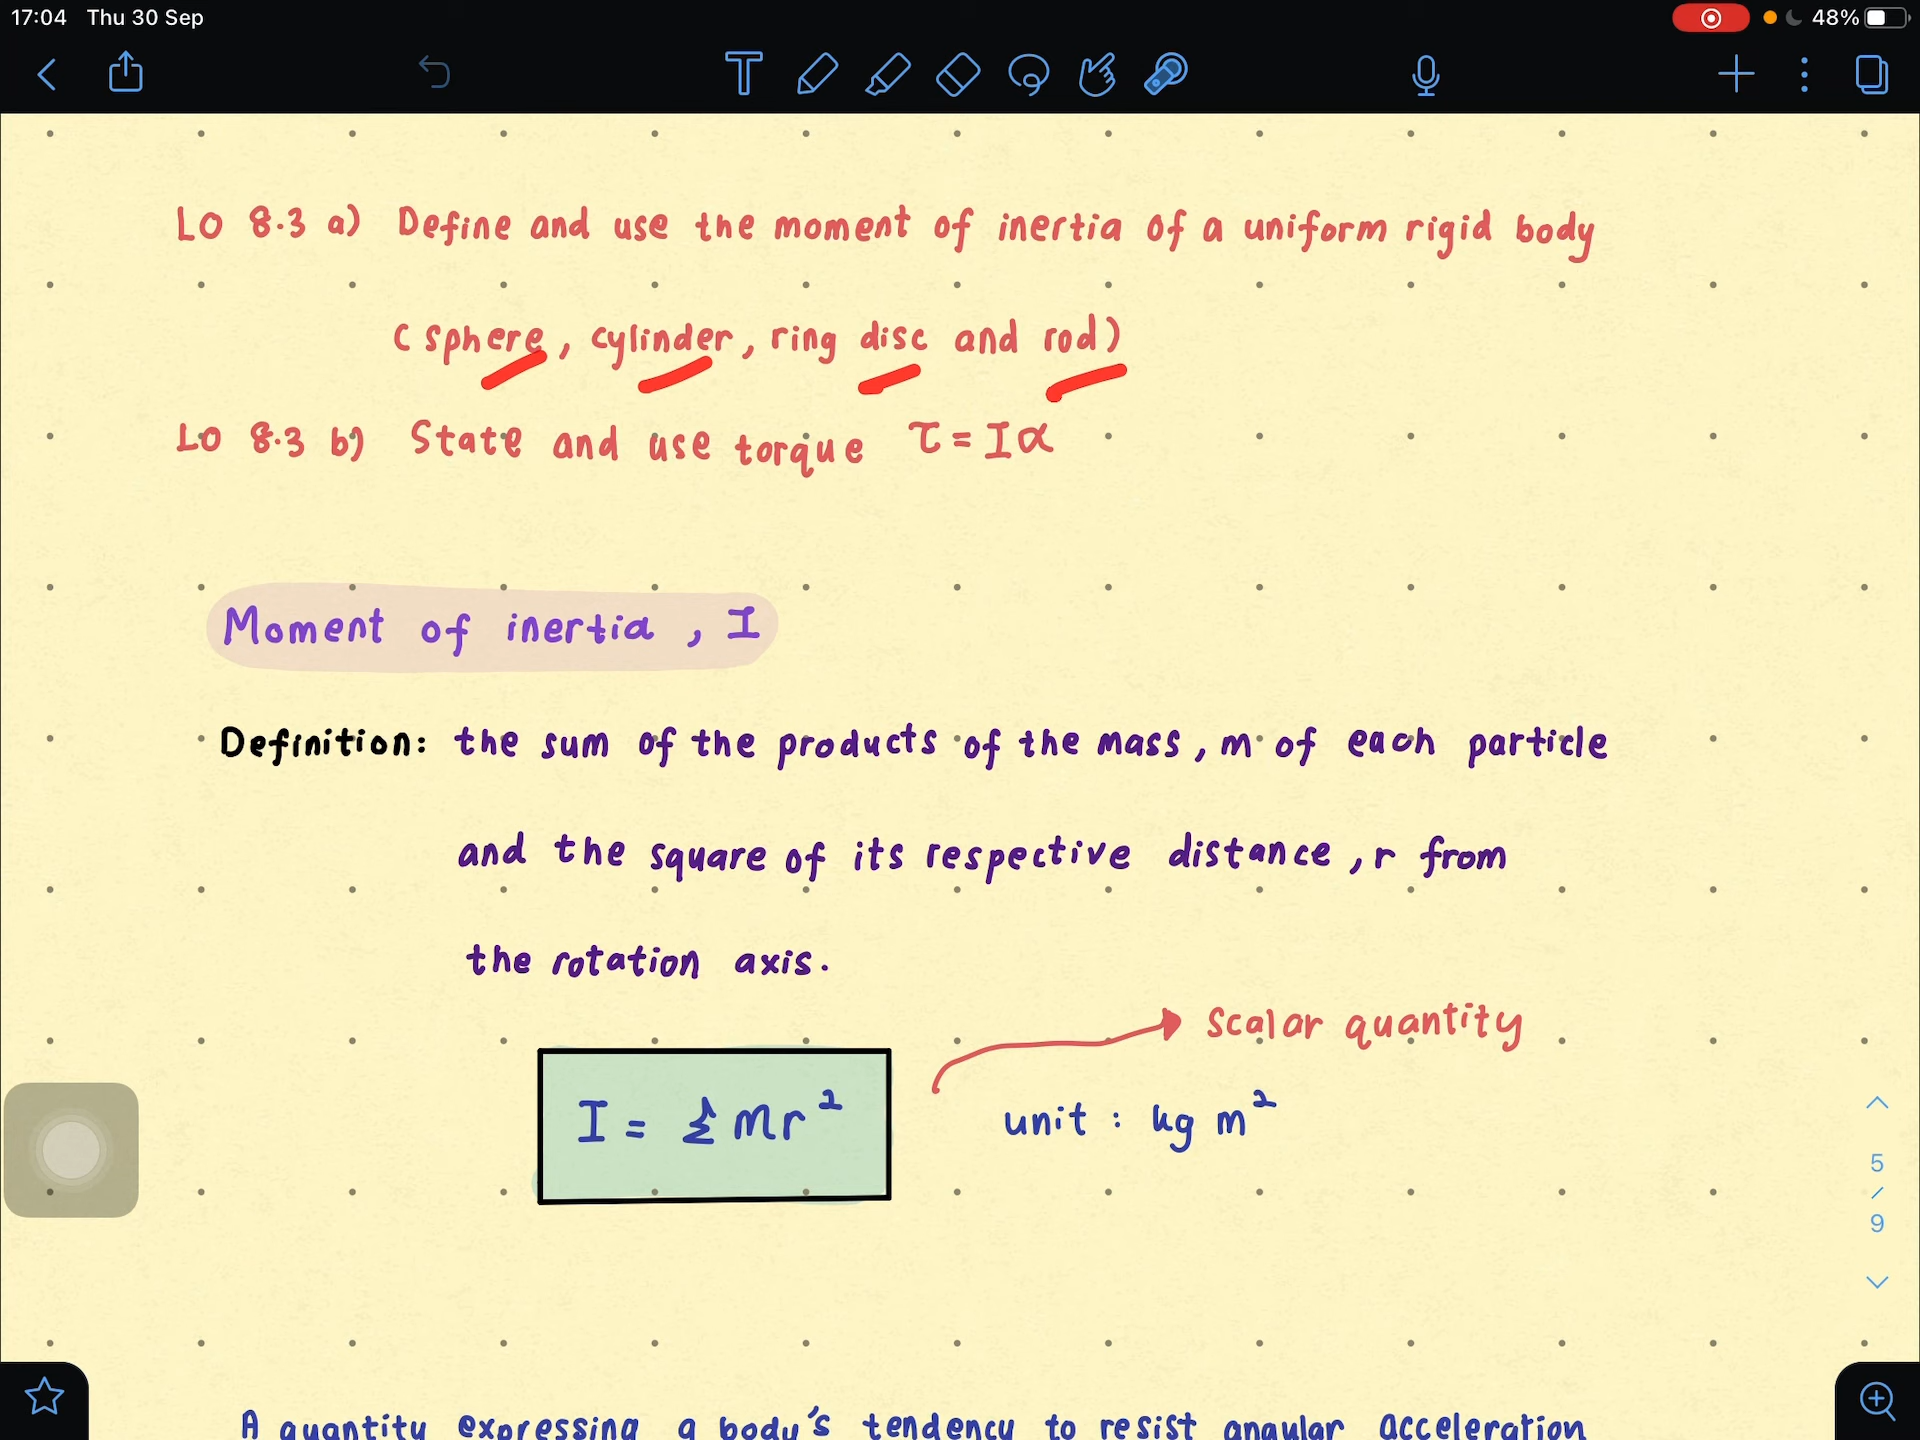 17:04 Thu 30 Sep
48%
LO 8.3 a) Define and use the moment of inertia of a uniform rigid body
( sphere, cylinder, ring disc and rod)
LO 8.3 b) State and use torque τ = Iα
Moment of inertia, I
Definition: the sum of the products of the mass, m of each particle
and the square of its respective distance, r from
the rotation axis.
Scalar quantity
I = Σ mr²
unit : kg m²
5
/
9
A quantity expressing a body's tendency to resist angular acceleration